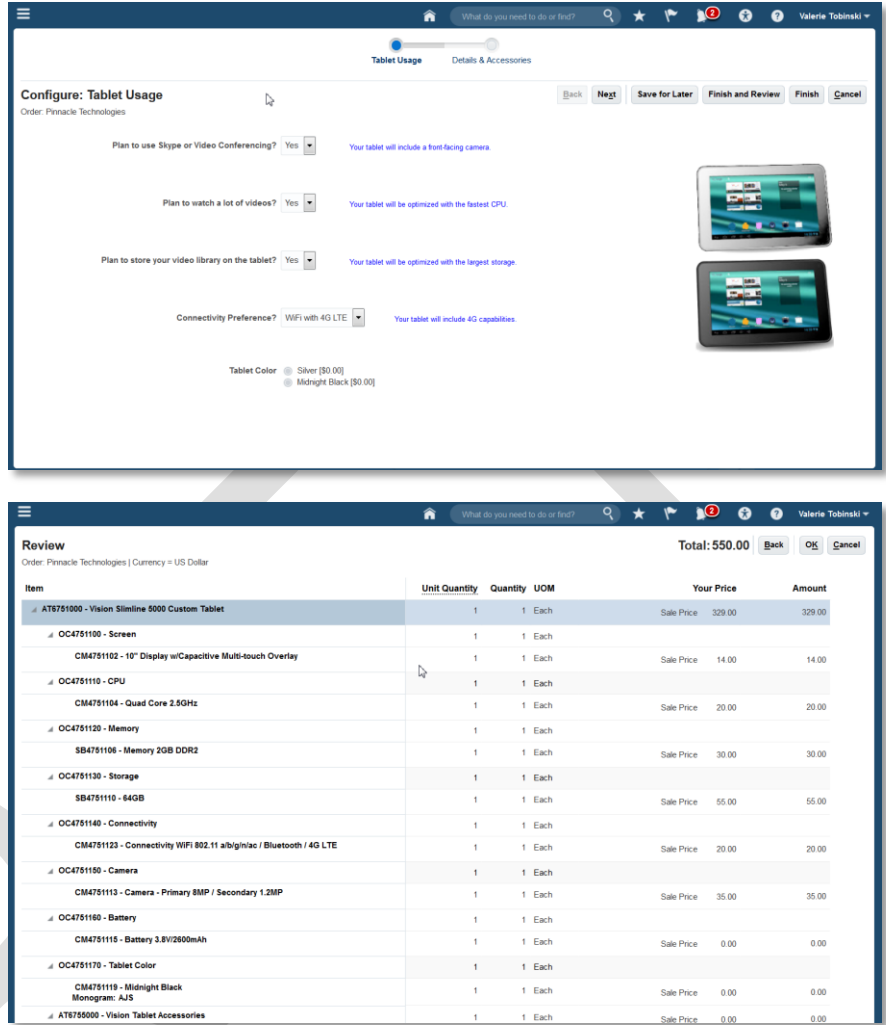 What do you need to do or find? 2 Valerie Tobinski
Tablet Usage Details & Accessories
Configure: Tablet Usage Back Next Save for Later Finish and Review Finish Cancel
Order: Pinnacle Technologies
Plan to use Skype or Video Conferencing? Yes Your tablet will include a front-facing camera.
Plan to watch a lot of videos? Yes Your tablet will be optimized with the fastest CPU.
Plan to store your video library on the tablet? Yes Your tablet will be optimized with the largest storage.
Connectivity Preference? WiFi with 4G LTE Your tablet will include 4G capabilities.
Tablet Color Silver [$0.00]
Midnight Black [$0.00]
What do you need to do or find? 2 Valerie Tobinski
Review Total: 550.00 Back OK Cancel
Order: Pinnacle Technologies | Currency = US Dollar
Item Unit Quantity Quantity UOM Your Price Amount
AT6751000 - Vision Slimline 5000 Custom Tablet 1 1 Each Sale Price 329.00 329.00
OC4751100 - Screen 1 1 Each
CM4751102 - 10" Display w/Capacitive Multi-touch Overlay 1 1 Each Sale Price 14.00 14.00
OC4751110 - CPU 1 1 Each
CM4751104 - Quad Core 2.5GHz 1 1 Each Sale Price 20.00 20.00
OC4751120 - Memory 1 1 Each
SB4751106 - Memory 2GB DDR2 1 1 Each Sale Price 30.00 30.00
OC4751130 - Storage 1 1 Each
SB4751110 - 64GB 1 1 Each Sale Price 55.00 55.00
OC4751140 - Connectivity 1 1 Each
CM4751123 - Connectivity WiFi 802.11 a/b/g/n/ac / Bluetooth / 4G LTE 1 1 Each Sale Price 20.00 20.00
OC4751150 - Camera 1 1 Each
CM4751113 - Camera - Primary 8MP / Secondary 1.2MP 1 1 Each Sale Price 35.00 35.00
OC4751160 - Battery 1 1 Each
CM4751115 - Battery 3.8V/2600mAh 1 1 Each Sale Price 0.00 0.00
OC4751170 - Tablet Color 1 1 Each
CM4751119 - Midnight Black 1 1 Each Sale Price 0.00 0.00
Monogram: AJS
AT6755000 - Vision Tablet Accessories 1 1 Each Sale Price 0.00 0.00